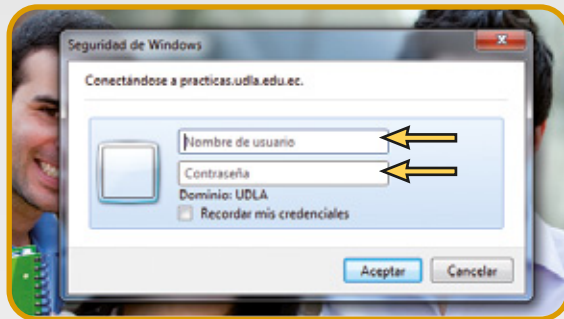 Seguridad de Windows
Conectándose a practicas.udla.edu.ec.
Nombre de usuario
Contraseña
Dominio: UDLA
Recordar mis credenciales
Aceptar
Cancelar